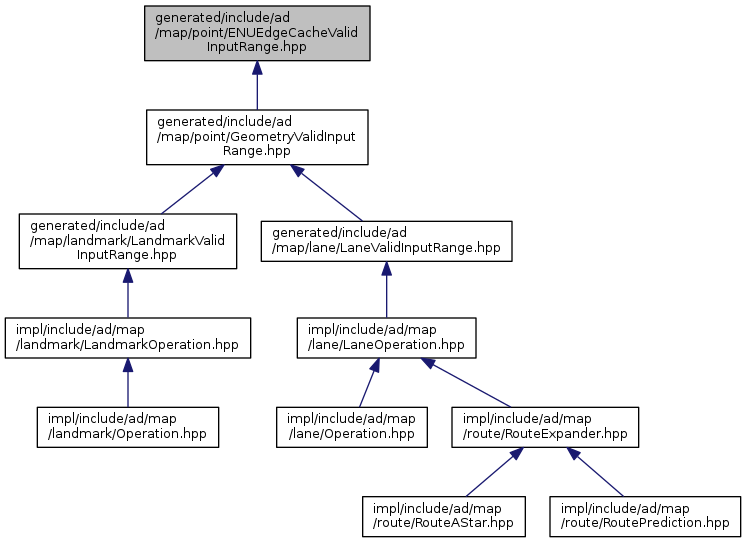 generated/include/ad
/map/point/ENUEdgeCacheValid
InputRange.hpp
generated/include/ad
/map/point/GeometryValidInput
Range.hpp
generated/include/ad
/map/landmark/LandmarkValid
InputRange.hpp
generated/include/ad
/map/lane/LaneValidInputRange.hpp
impl/include/ad/map
/landmark/LandmarkOperation.hpp
impl/include/ad/map
/lane/LaneOperation.hpp
impl/include/ad/map
/landmark/Operation.hpp
impl/include/ad/map
/lane/Operation.hpp
impl/include/ad/map
/route/RouteExpander.hpp
impl/include/ad/map
/route/RouteAStar.hpp
impl/include/ad/map
/route/RoutePrediction.hpp